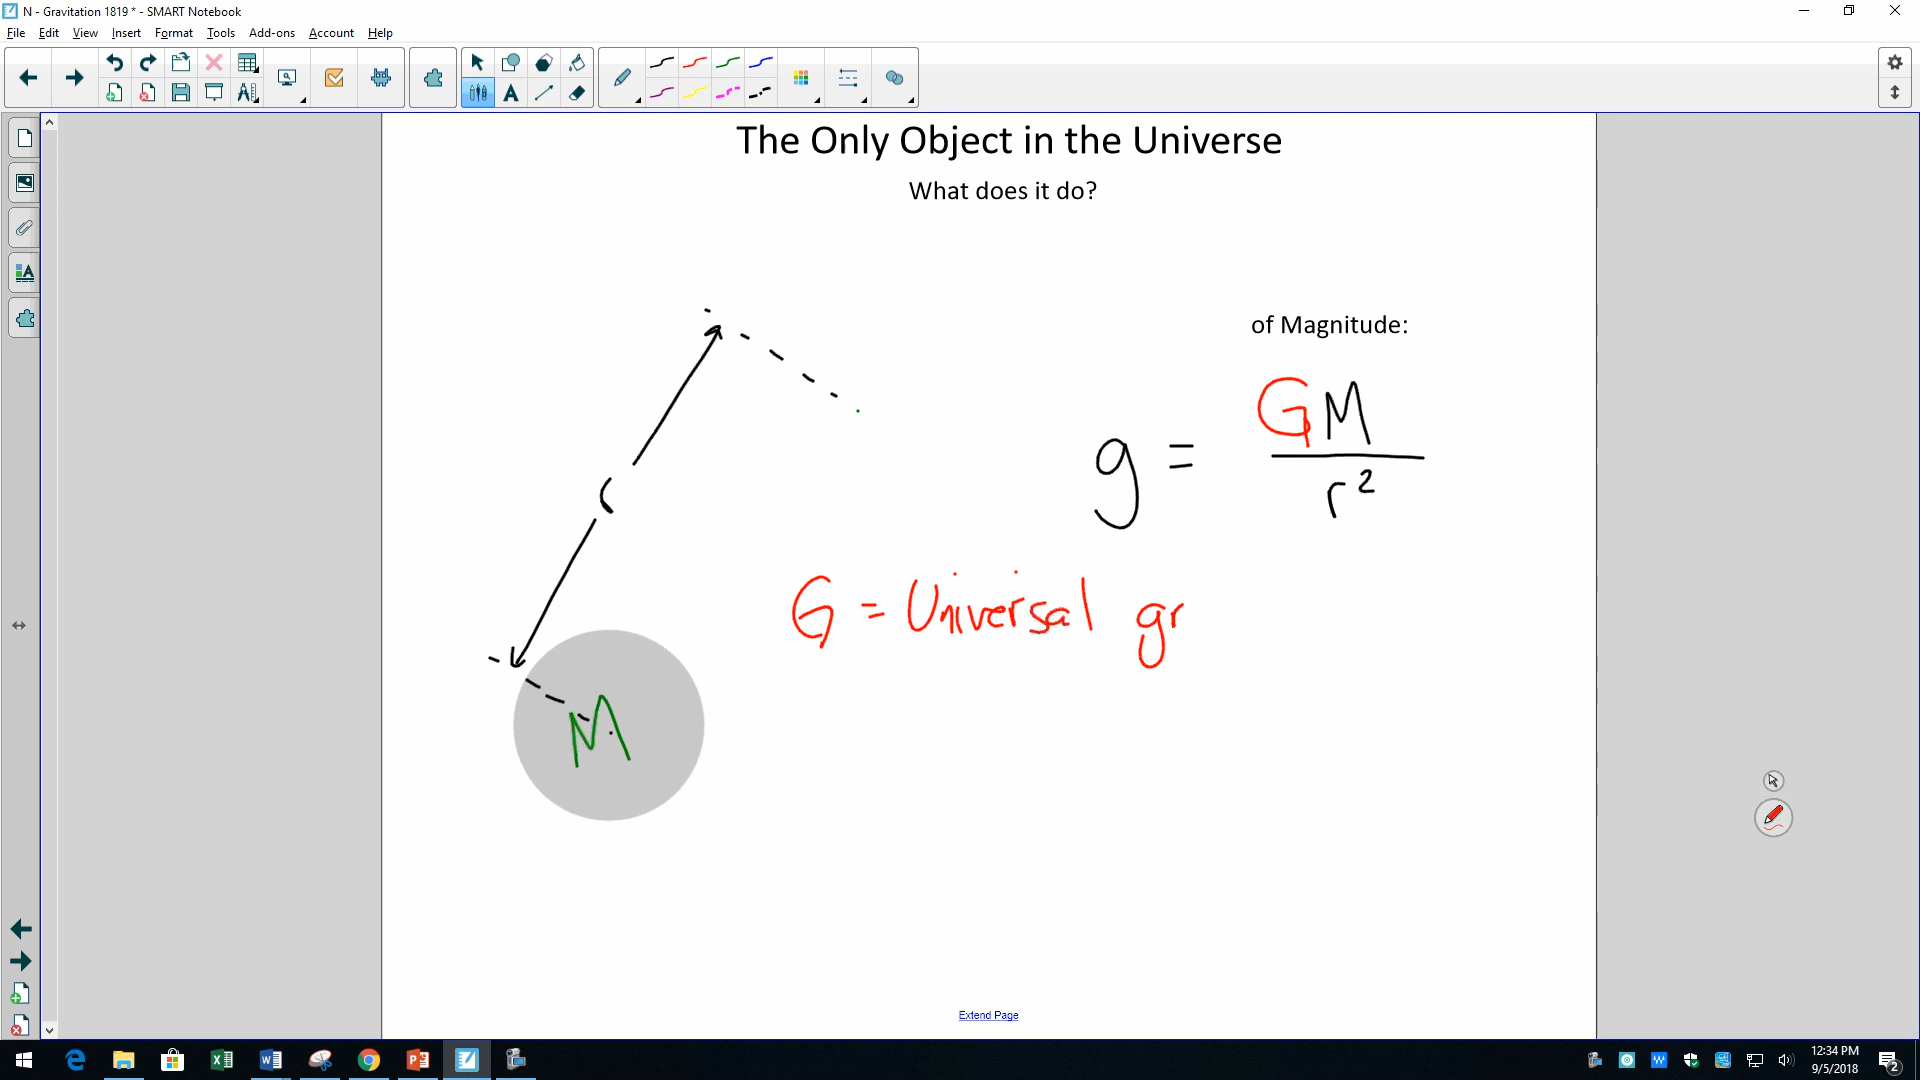 N - Gravitation 1819 * - SMART Notebook
File Edit View Insert Format Tools Add-ons Account Help
The Only Object in the Universe
What does it do?
of Magnitude:
g = GM
r²
r
G = Universal gr
M
Extend Page
12:34 PM
9/5/2018
2